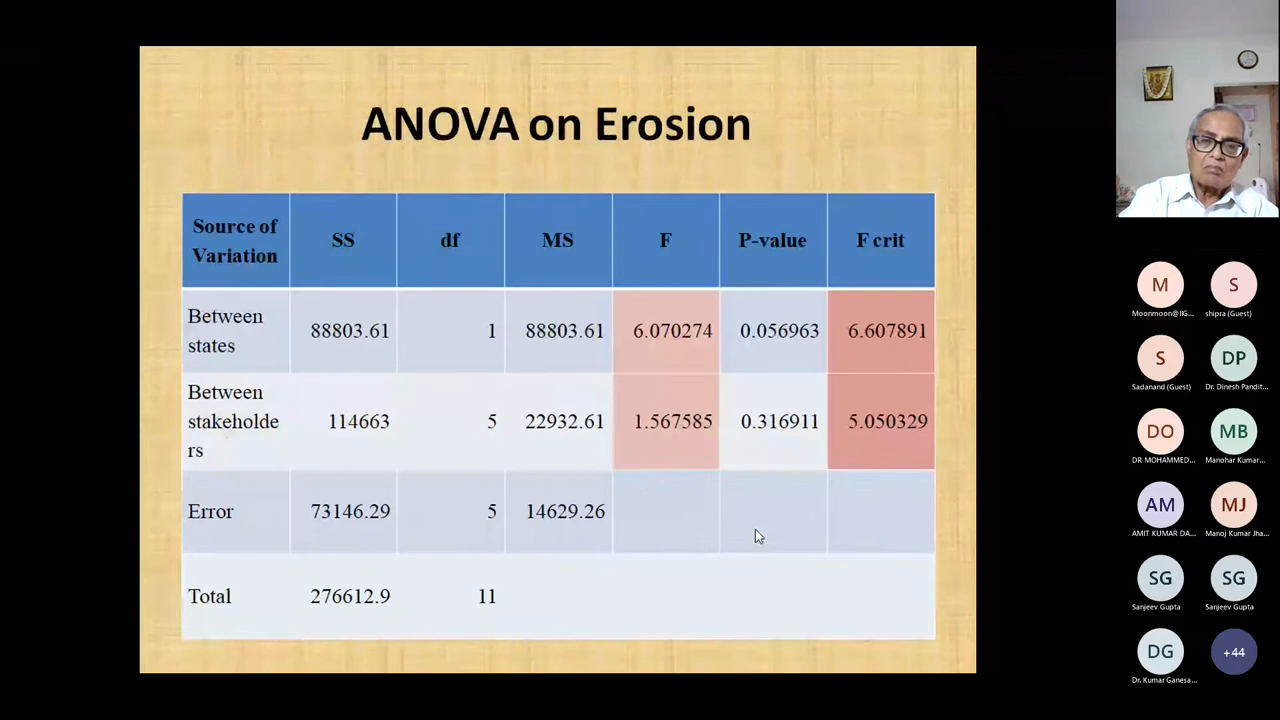 ANOVA on Erosion
Source of
Variation
SS
df
MS
F
P-value
F crit
Between
states
88803.61
1
88803.61
6.070274
0.056963
6.607891
Between
stakeholde
rs
114663
5
22932.61
1.567585
0.316911
5.050329
Error
73146.29
5
14629.26
Total
276612.9
11
M
Moonmoon@IIG...
S
shipra (Guest)
S
Sadanand (Guest)
DP
Dr. Dinesh Pandit...
DO
DR MOHAMMED...
MB
Manohar Kumar...
AM
AMIT KUMAR DA...
MJ
Manoj Kumar Jha...
SG
Sanjeev Gupta
SG
Sanjeev Gupta
DG
Dr. Kumar Ganesa...
+44